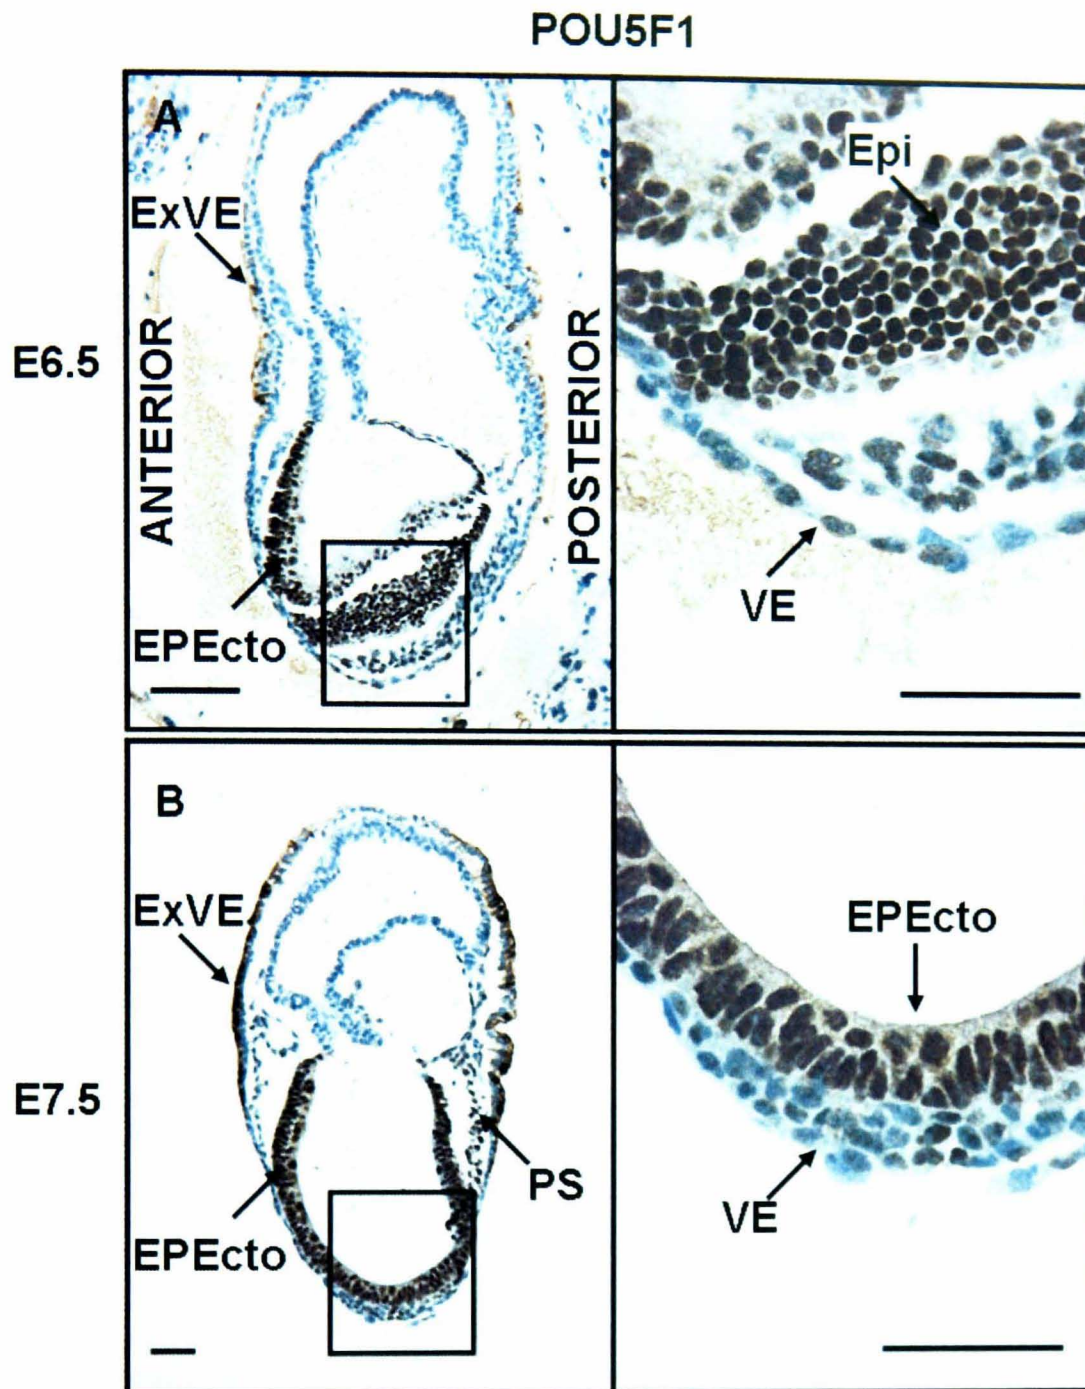 POU5F1
A
ExVE
ANTERIOR
POSTERIOR
EPEcto
Epi
VE
E6.5
B
ExVE
PS
EPEcto
EPEcto
VE
E7.5